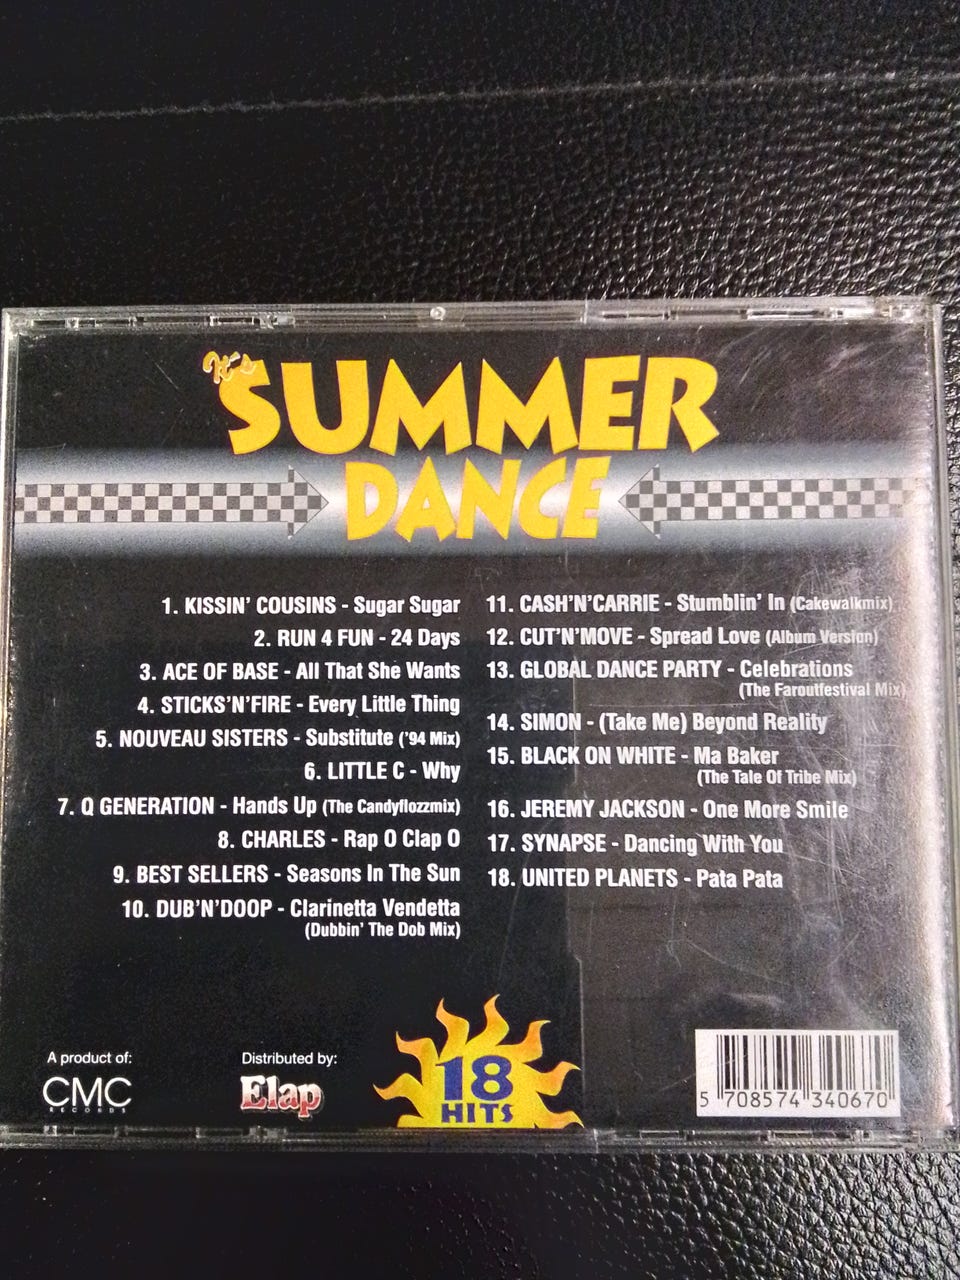 It's
SUMMER
DANCE
1. KISSIN' COUSINS - Sugar Sugar
2. RUN 4 FUN - 24 Days
3. ACE OF BASE - All That She Wants
4. STICKS'N'FIRE - Every Little Thing
5. NOUVEAU SISTERS - Substitute ('94 Mix)
6. LITTLE C - Why
7. Q GENERATION - Hands Up (The Candyflozzmix)
8. CHARLES - Rap O Clap O
9. BEST SELLERS - Seasons In The Sun
10. DUB'N'DOOP - Clarinetta Vendetta
(Dubbin' The Dob Mix)
11. CASH'N'CARRIE - Stumblin' In (Cakewalkmix)
12. CUT'N'MOVE - Spread Love (Album Version)
13. GLOBAL DANCE PARTY - Celebrations
(The Faroutfestival Mix)
14. SIMON - (Take Me) Beyond Reality
15. BLACK ON WHITE - Ma Baker
(The Tale Of Tribe Mix)
16. JEREMY JACKSON - One More Smile
17. SYNAPSE - Dancing With You
18. UNITED PLANETS - Pata Pata
A product of:
CMC
RECORDS
Distributed by:
Elap
18
HITS
5 708574 340670